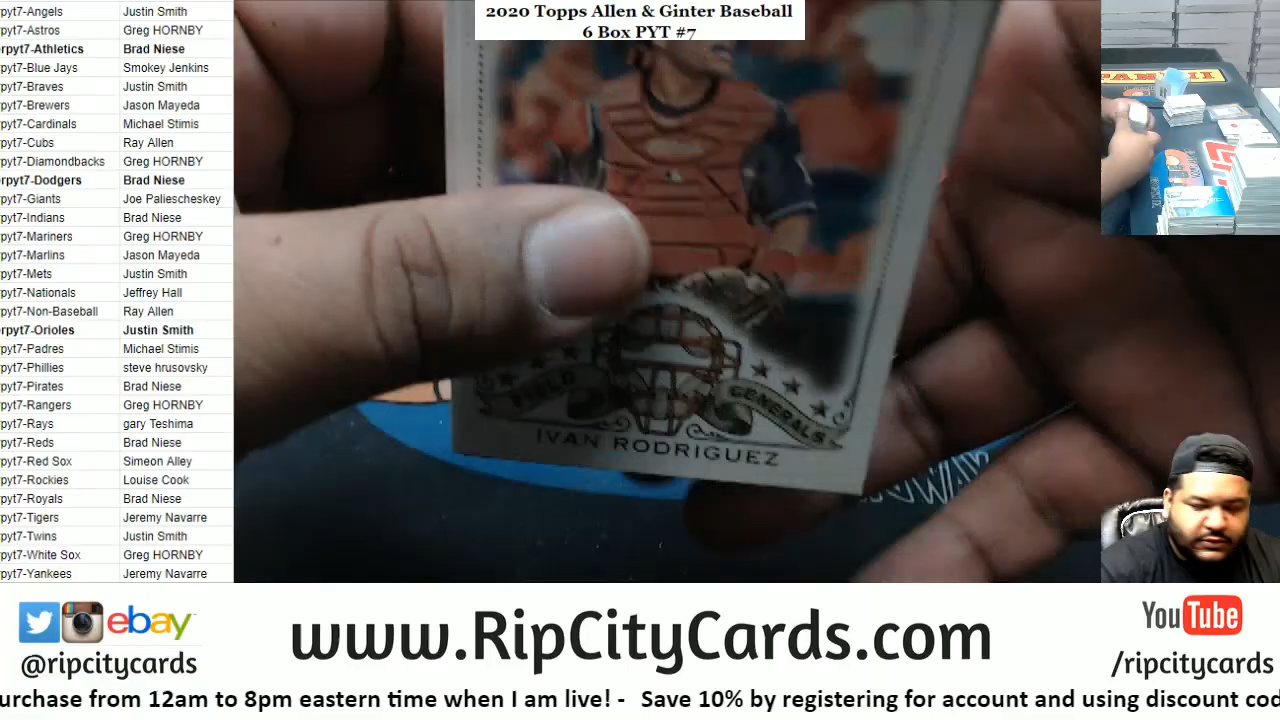 pyt7-Angels Justin Smith
pyt7-Astros Greg HORNBY
rpyt7-Athletics Brad Niese
pyt7-Blue Jays Smokey Jenkins
pyt7-Braves Justin Smith
pyt7-Brewers Jason Mayeda
pyt7-Cardinals Michael Stimis
pyt7-Cubs Ray Allen
pyt7-Diamondbacks Greg HORNBY
rpyt7-Dodgers Brad Niese
pyt7-Giants Joe Paliescheskey
pyt7-Indians Brad Niese
pyt7-Mariners Greg HORNBY
pyt7-Marlins Jason Mayeda
pyt7-Mets Justin Smith
pyt7-Nationals Jeffrey Hall
pyt7-Non-Baseball Ray Allen
rpyt7-Orioles Justin Smith
pyt7-Padres Michael Stimis
pyt7-Phillies steve hrusovsky
pyt7-Pirates Brad Niese
pyt7-Rangers Greg HORNBY
pyt7-Rays gary Teshima
pyt7-Reds Brad Niese
pyt7-Red Sox Simeon Alley
pyt7-Rockies Louise Cook
pyt7-Royals Brad Niese
pyt7-Tigers Jeremy Navarre
pyt7-Twins Justin Smith
pyt7-White Sox Greg HORNBY
pyt7-Yankees Jeremy Navarre
2020 Topps Allen & Ginter Baseball
6 Box PYT #7
PANINI
FIELD GENERALS
IVAN RODRIGUEZ
ebay
@ripcitycards
www.RipCityCards.com
YouTube
/ripcitycards
urchase from 12am to 8pm eastern time when I am live! - Save 10% by registering for account and using discount cod